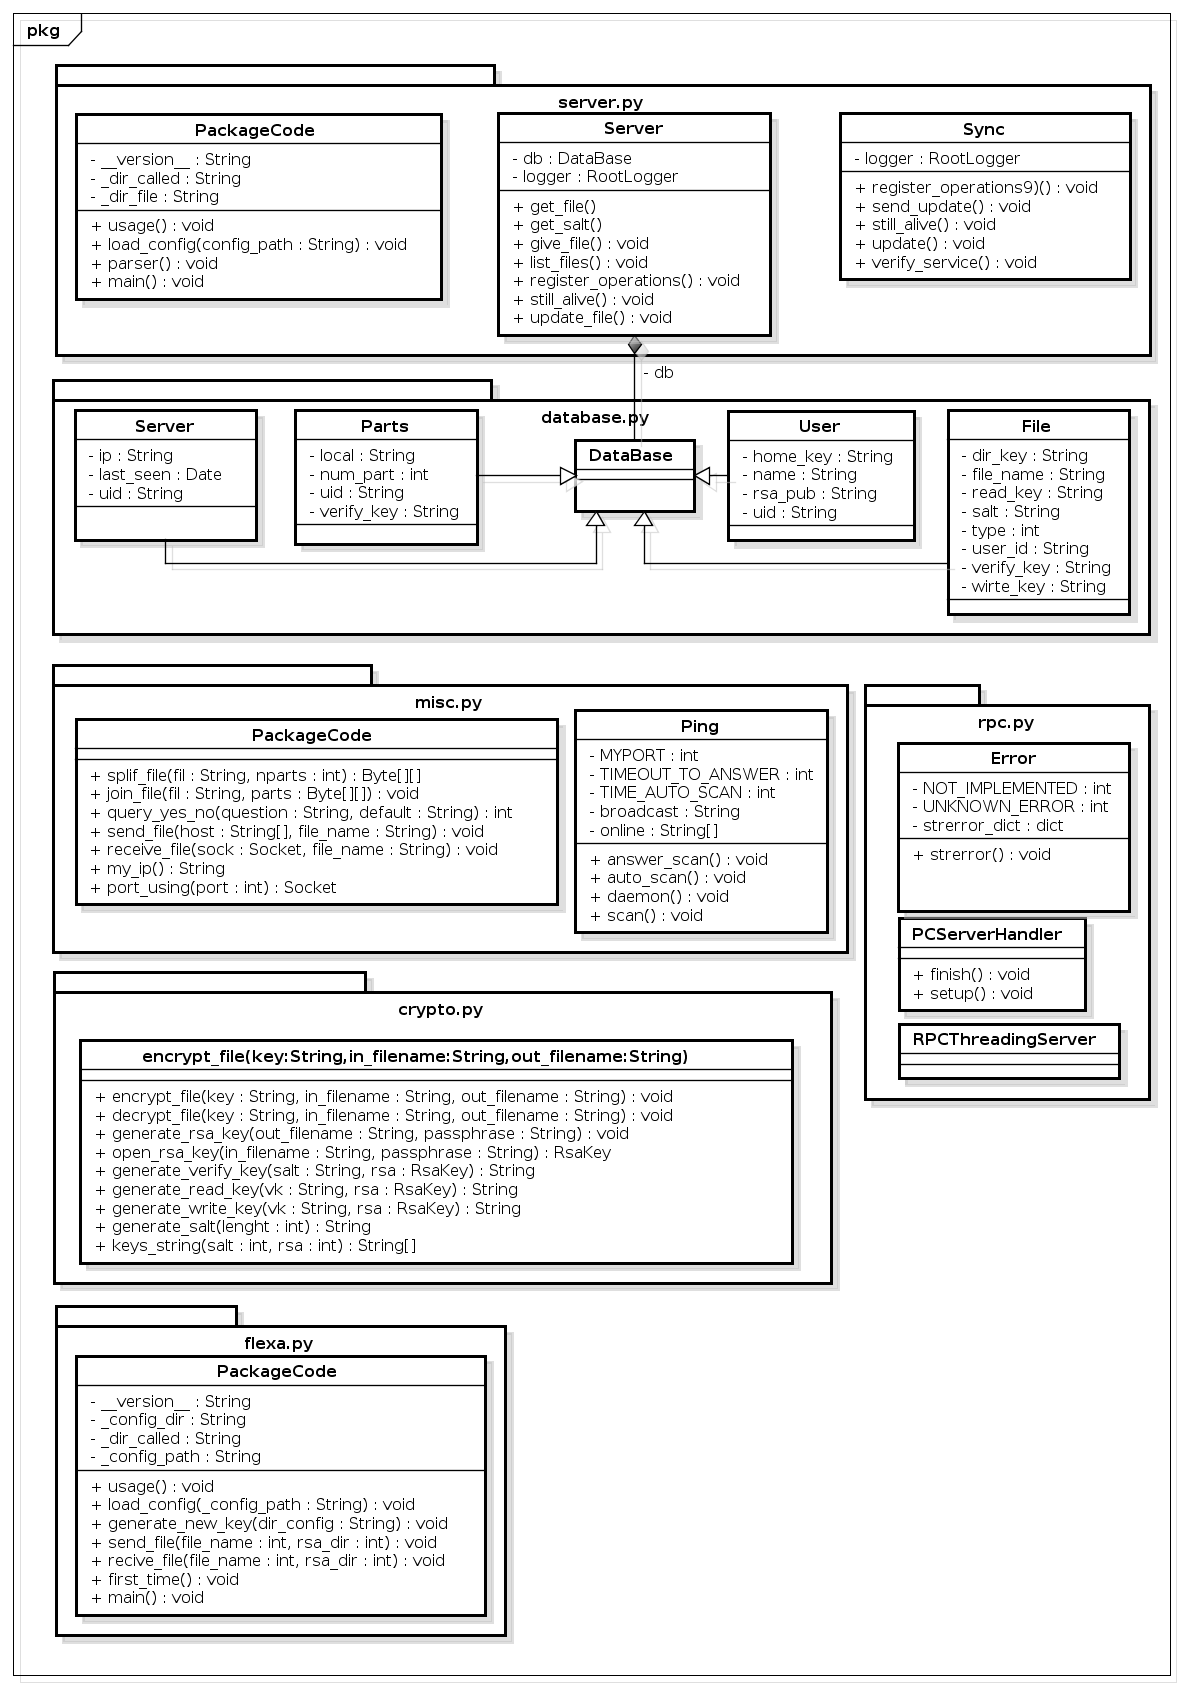 pkg
server.py
PackageCode
- __version__ : String
- _dir_called : String
- _dir_file : String
+ usage() : void
+ load_config(config_path : String) : void
+ parser() : void
+ main() : void
Server
- db : DataBase
- logger : RootLogger
+ get_file()
+ get_salt()
+ give_file() : void
+ list_files() : void
+ register_operations() : void
+ still_alive() : void
+ update_file() : void
Sync
- logger : RootLogger
+ register_operations9)() : void
+ send_update() : void
+ still_alive() : void
+ update() : void
+ verify_service() : void
- db
database.py
Server
- ip : String
- last_seen : Date
- uid : String
Parts
- local : String
- num_part : int
- uid : String
- verify_key : String
DataBase
User
- home_key : String
- name : String
- rsa_pub : String
- uid : String
File
- dir_key : String
- file_name : String
- read_key : String
- salt : String
- type : int
- user_id : String
- verify_key : String
- wirte_key : String
misc.py
PackageCode
+ splif_file(fil : String, nparts : int) : Byte[][]
+ join_file(fil : String, parts : Byte[][]) : void
+ query_yes_no(question : String, default : String) : int
+ send_file(host : String[], file_name : String) : void
+ receive_file(sock : Socket, file_name : String) : void
+ my_ip() : String
+ port_using(port : int) : Socket
Ping
- MYPORT : int
- TIMEOUT_TO_ANSWER : int
- TIME_AUTO_SCAN : int
- broadcast : String
- online : String[]
+ answer_scan() : void
+ auto_scan() : void
+ daemon() : void
+ scan() : void
rpc.py
Error
- NOT_IMPLEMENTED : int
- UNKNOWN_ERROR : int
- strerror_dict : dict
+ strerror() : void
PCServerHandler
+ finish() : void
+ setup() : void
RPCThreadingServer
crypto.py
encrypt_file(key:String,in_filename:String,out_filename:String)
+ encrypt_file(key : String, in_filename : String, out_filename : String) : void
+ decrypt_file(key : String, in_filename : String, out_filename : String) : void
+ generate_rsa_key(out_filename : String, passphrase : String) : void
+ open_rsa_key(in_filename : String, passphrase : String) : RsaKey
+ generate_verify_key(salt : String, rsa : RsaKey) : String
+ generate_read_key(vk : String, rsa : RsaKey) : String
+ generate_write_key(vk : String, rsa : RsaKey) : String
+ generate_salt(lenght : int) : String
+ keys_string(salt : int, rsa : int) : String[]
flexa.py
PackageCode
- __version__ : String
- _config_dir : String
- _dir_called : String
- _config_path : String
+ usage() : void
+ load_config(_config_path : String) : void
+ generate_new_key(dir_config : String) : void
+ send_file(file_name : int, rsa_dir : int) : void
+ recive_file(file_name : int, rsa_dir : int) : void
+ first_time() : void
+ main() : void